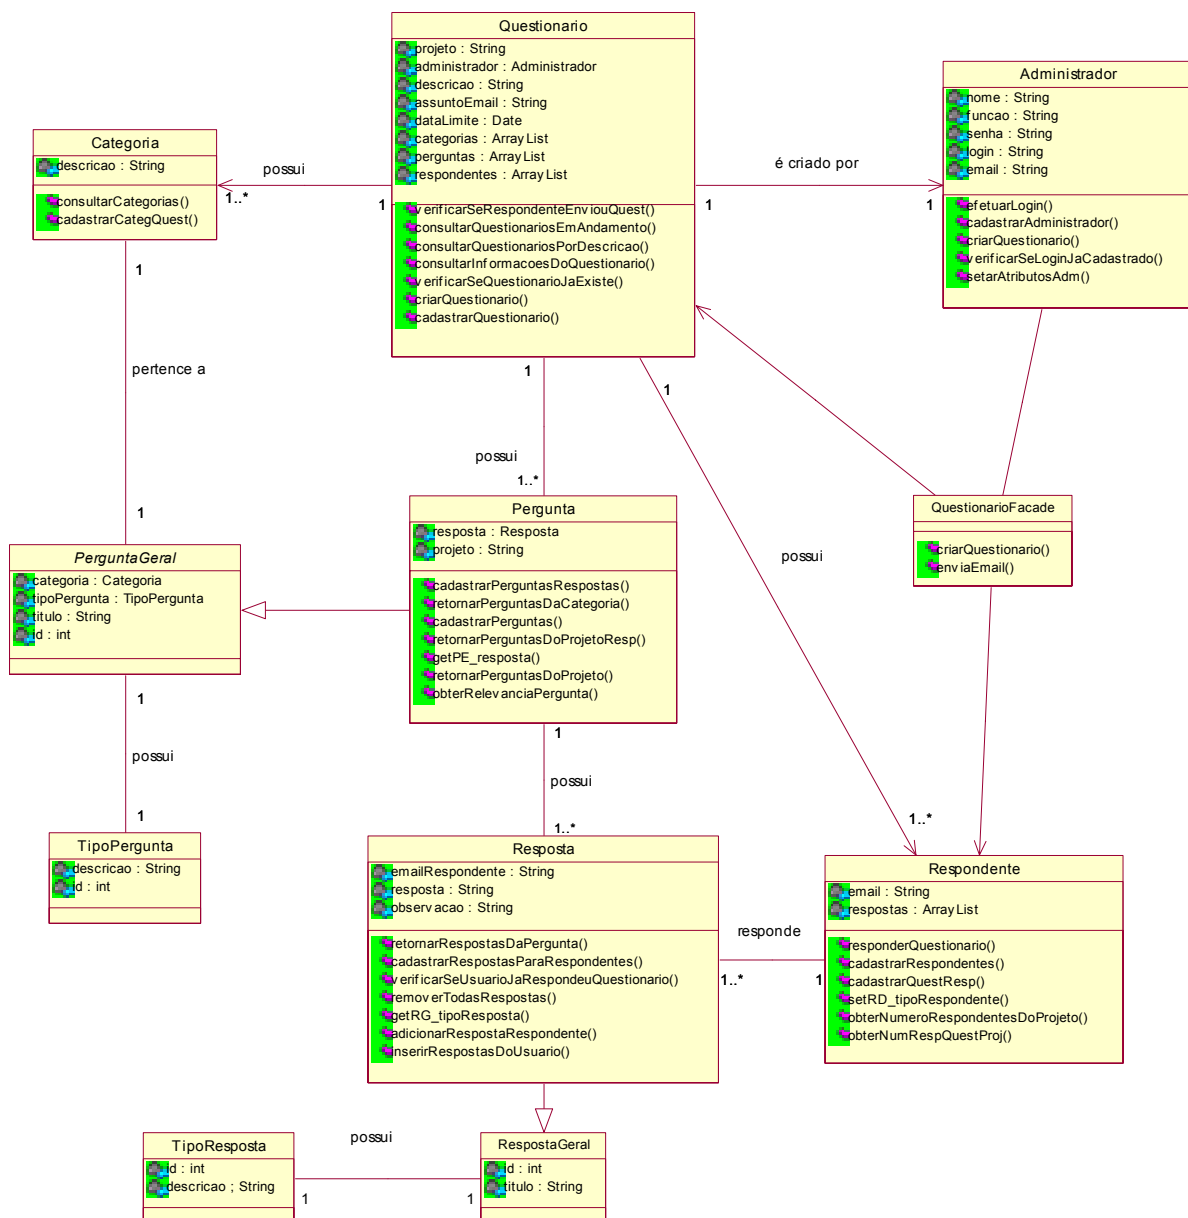 Questionario
projeto : String
administrador : Administrador
descricao : String
assuntoEmail : String
dataLimite : Date
categorias : ArrayList
perguntas : ArrayList
respondentes : ArrayList
verificarSeRespondenteEnviouQuest()
consultarQuestionariosEmAndamento()
consultarQuestionariosPorDescricao()
consultarInformacoesDoQuestionario()
verificarSeQuestionarioJaExiste()
criarQuestionario()
cadastrarQuestionario()
Administrador
nome : String
funcao : String
senha : String
login : String
email : String
efetuarLogin()
cadastrarAdministrador()
criarQuestionario()
verificarSeLoginJaCadastrado()
setarAtributosAdm()
Categoria
descricao : String
consultarCategorias()
cadastrarCategQuest()
possui
1..*
1
é criado por
1
1
1
pertence a
1
1
possui
1..*
1
possui
1..*
QuestionarioFacade
criarQuestionario()
enviaEmail()
PerguntaGeral
categoria : Categoria
tipoPergunta : TipoPergunta
titulo : String
id : int
Pergunta
resposta : Resposta
projeto : String
cadastrarPerguntasRespostas()
retornarPerguntasDaCategoria()
cadastrarPerguntas()
retornarPerguntasDoProjetoResp()
getPE_resposta()
retornarPerguntasDoProjeto()
obterRelevanciaPergunta()
1
possui
1
1
possui
1..*
TipoPergunta
descricao : String
id : int
Resposta
emailRespondente : String
resposta : String
observacao : String
retornarRespostasDaPergunta()
cadastrarRespostasParaRespondentes()
verificarSeUsuarioJaRespondeuQuestionario()
removerTodasRespostas()
getRG_tipoResposta()
adicionarRespostaRespondente()
inserirRespostasDoUsuario()
responde
1..*
1
Respondente
email : String
respostas : ArrayList
responderQuestionario()
cadastrarRespondentes()
cadastrarQuestResp()
setRD_tipoRespondente()
obterNumeroRespondentesDoProjeto()
obterNumRespQuestProj()
TipoResposta
id : int
descricao ; String
possui
1
1
RespostaGeral
id : int
titulo : String